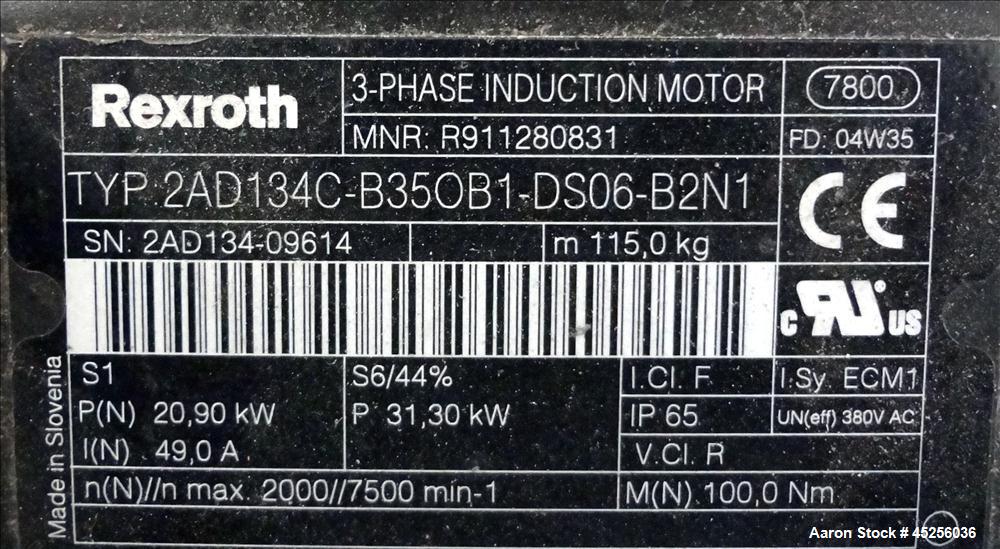 Rexroth
3-PHASE INDUCTION MOTOR
7800
MNR: R911280831
FD: 04W35
TYP 2AD134C-B35OB1-DS06-B2N1
CE
SN: 2AD134-09614
m 115,0 kg
c RU US
Made in Slovenia
S1
S6/44%
I.Cl. F
I.Sy. ECM1
P(N) 20,90 kW
P 31,30 kW
IP 65
UN(eff) 380V AC
I(N) 49,0 A
V.Cl. R
n(N)//n max. 2000//7500 min-1
M(N) 100,0 Nm
Aaron Stock # 45256036